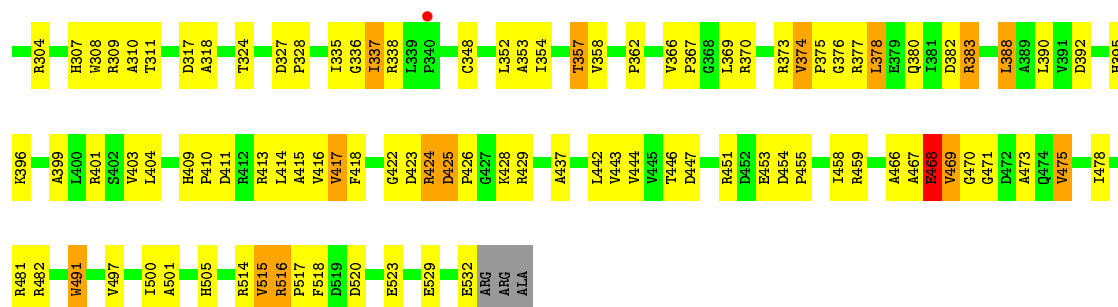 R304 H307 W308 R309 A310 T311 D317 A318 T324 D327 P328 I335 G336 I337 R338 L339 P340 C348 L352 A353 I354 T357 V358 P362 V366 P367 G368 L369 R370 R373 V374 P375 G376 R377 L378 E379 Q380 I381 D382 R383 L388 A389 L390 V391 D392 H395
K396 A399 L400 R401 S402 V403 L404 H409 P410 D411 R412 R413 L414 A415 V416 V417 F418 G422 D423 R424 D425 P426 G427 K428 R429 A437 L442 V443 V444 V445 T446 D447 R451 D452 E453 D454 P455 I458 R459 A466 A467 E468 V469 G470 G471 D472 A473 Q474 V475 I478
R481 R482 W491 V497 I500 A501 H505 R514 V515 R516 P517 F518 D519 D520 E523 E529 E532 ARG ARG ALA